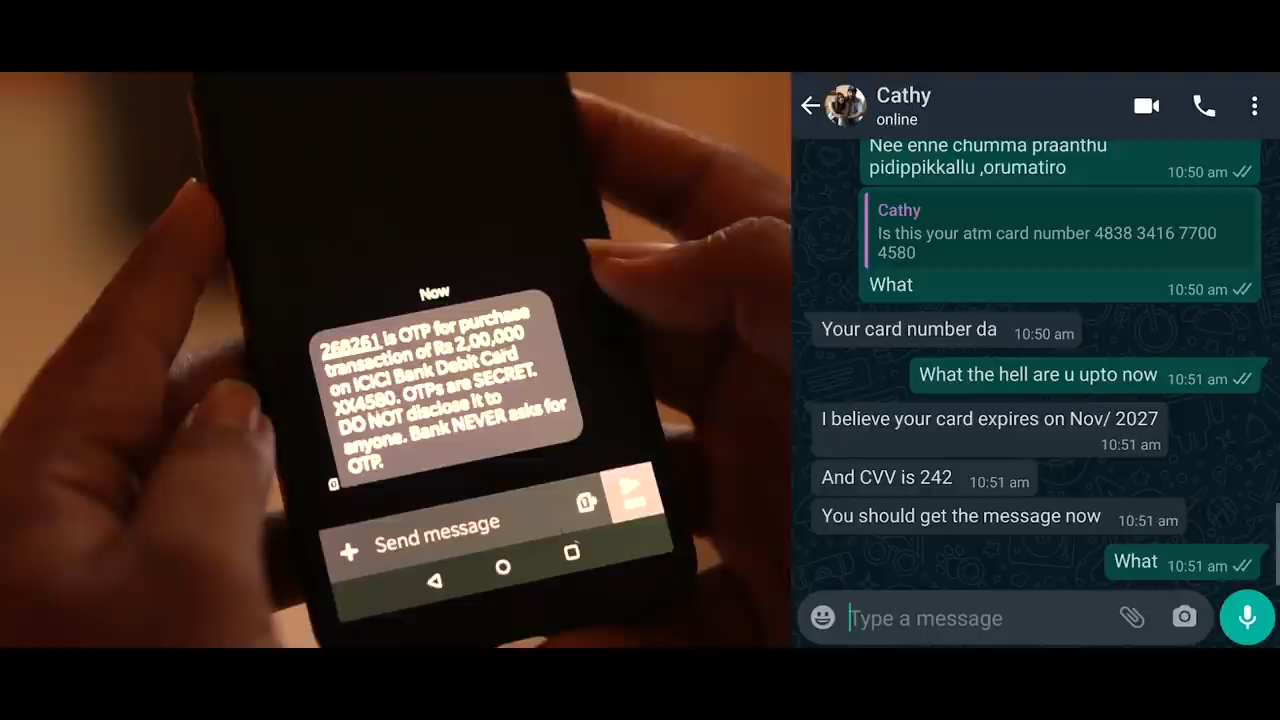 Now
268261 is OTP for purchase
transaction of Rs 2,00,000
on ICICI Bank Debit Card
XX4580. OTPs are SECRET.
DO NOT disclose it to
anyone. Bank NEVER asks for
OTP.
Send message
Cathy
online
Nee enne chumma praanthu
pidippikkallu ,orumatiro
10:50 am
Cathy
Is this your atm card number 4838 3416 7700
4580
What
10:50 am
Your card number da
10:50 am
What the hell are u upto now
10:51 am
I believe your card expires on Nov/ 2027
10:51 am
And CVV is 242
10:51 am
You should get the message now
10:51 am
What
10:51 am
Type a message